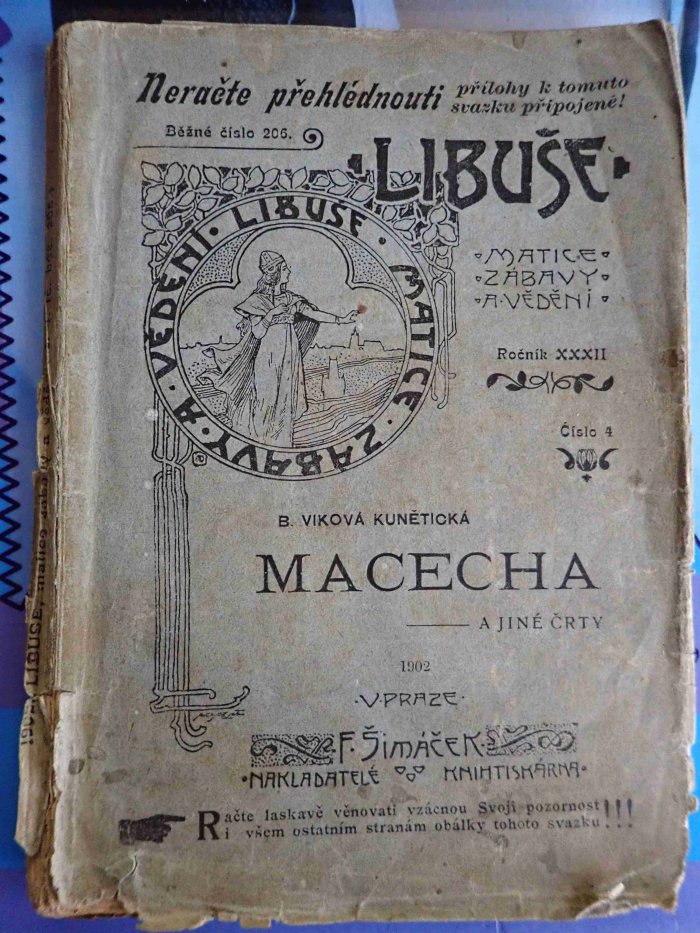 Neračte přehlédnouti přílohy k tomuto
svazku připojené!
Běžné číslo 206.
LIBUŠE
LIBUŠE · MATICE · ZÁBAVY · A · VĚDĚNÍ ·
MATICE
ZÁBAVY
A VĚDĚNÍ
Ročník XXXII
Číslo 4
B. VIKOVÁ KUNĚTICKÁ
MACECHA
A JINÉ ČRTY
1902
·V·PRAZE·
F. ŠIMÁČEK
·NAKLADATELÉ KNIHTISKÁRNA·
Račte laskavě věnovati vzácnou Svoji pozornost
i všem ostatním stranám obálky tohoto svazku!!!
LIBUŠE, matice